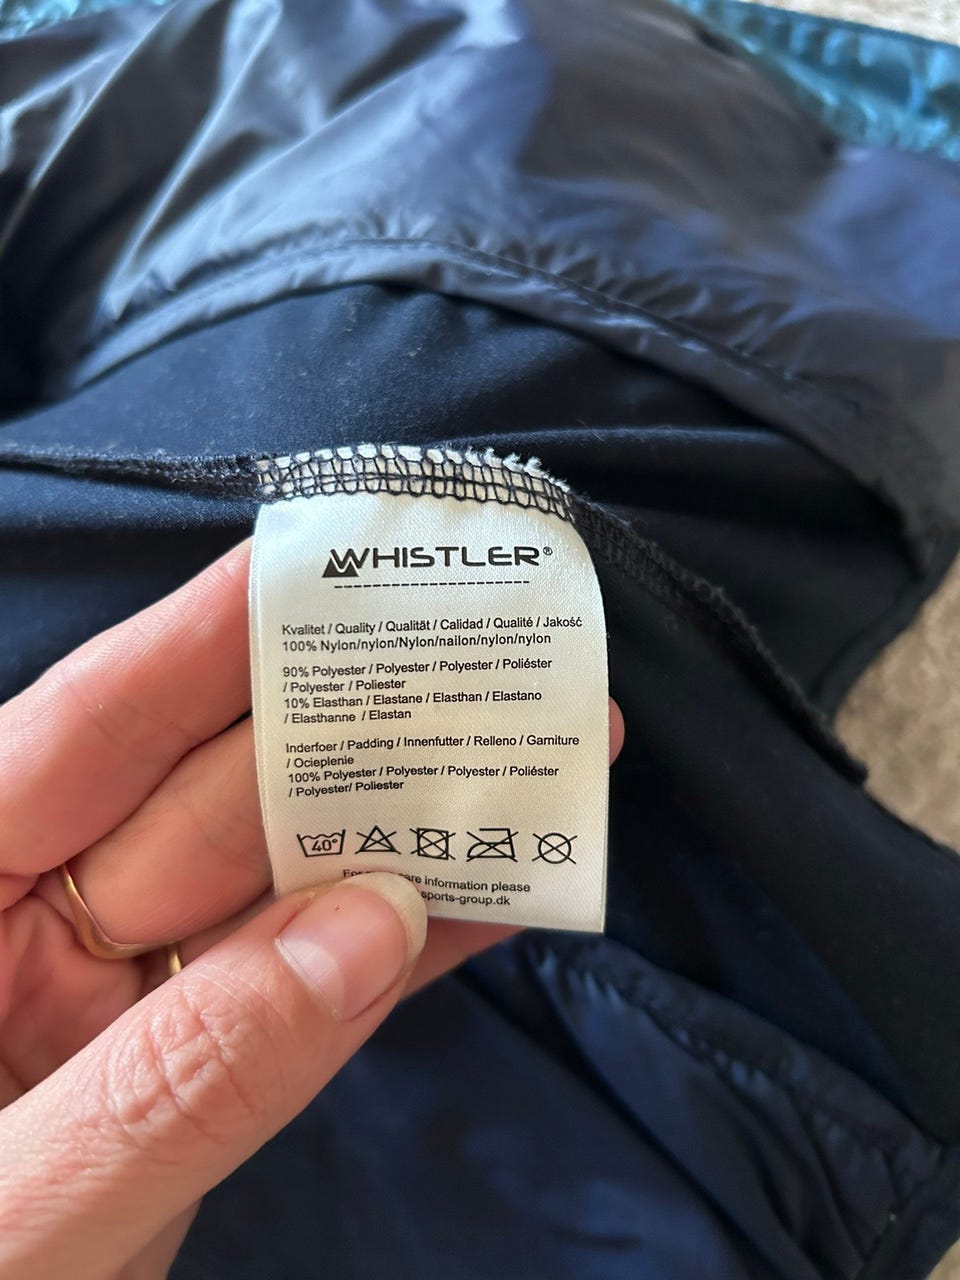 WHISTLER®
Kvalitet / Quality / Qualität / Calidad / Qualité / Jakość
100% Nylon/nylon/Nylon/nailon/nylon/nylon
90% Polyester / Polyester / Polyester / Poliéster
/ Polyester / Poliester
10% Elasthan / Elastane / Elasthan / Elastano
/ Elasthanne / Elastan
Inderfoer / Padding / Innenfutter / Relleno / Garniture
/ Ocieplenie
100% Polyester / Polyester / Polyester / Poliéster
/ Polyester/ Poliester
40°
information please
sports-group.dk